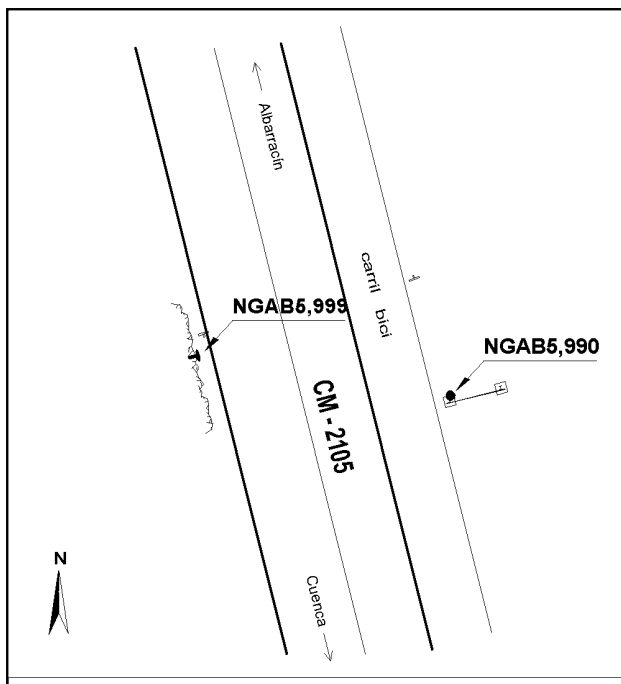 Albarracín
carril bici
NGAB5,999
NGAB5,990
CM - 2105
N
Cuenca